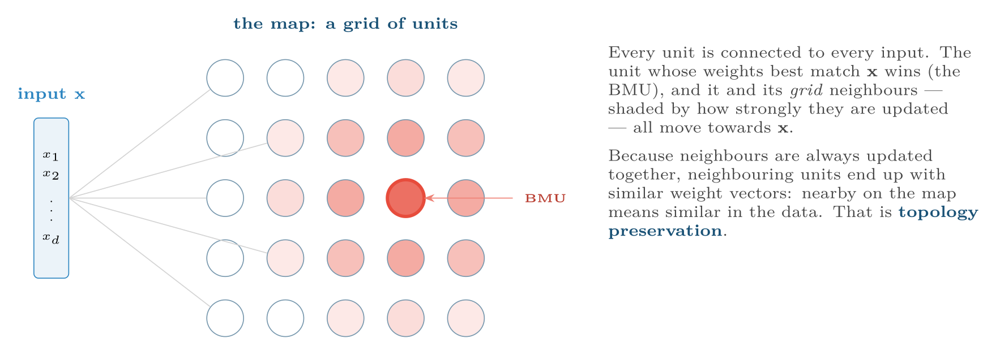 the map: a grid of units
input x
x₁
x₂
.
.
.
x_d
BMU
Every unit is connected to every input. The
unit whose weights best match x wins (the
BMU), and it and its grid neighbours —
shaded by how strongly they are updated
— all move towards x.
Because neighbours are always updated
together, neighbouring units end up with
similar weight vectors: nearby on the map
means similar in the data. That is topology
preservation.